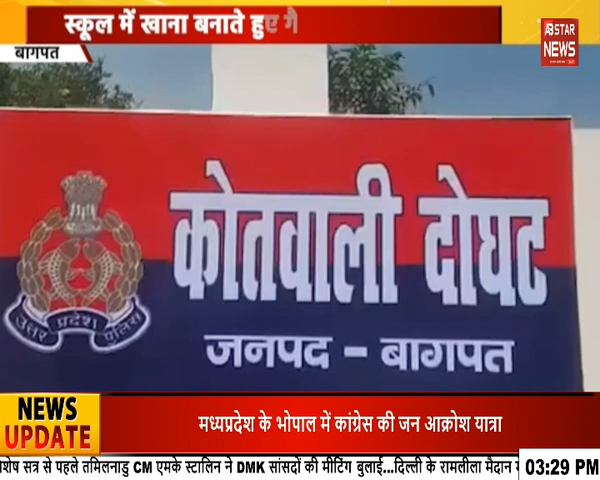 स्कूल में खाना बनाते हुए गै
बागपत
STAR
NEWS
कोतवाली दोघट
जनपद - बागपत
उत्तर प्रदेश पुलिस
NEWS
UPDATE
मध्यप्रदेश के भोपाल में कांग्रेस की जन आक्रोश यात्रा
शेष सत्र से पहले तमिलनाडु CM एमके स्टालिन ने DMK सांसदों की मीटिंग बुलाई...दिल्ली के रामलीला मैदान
03:29 PM